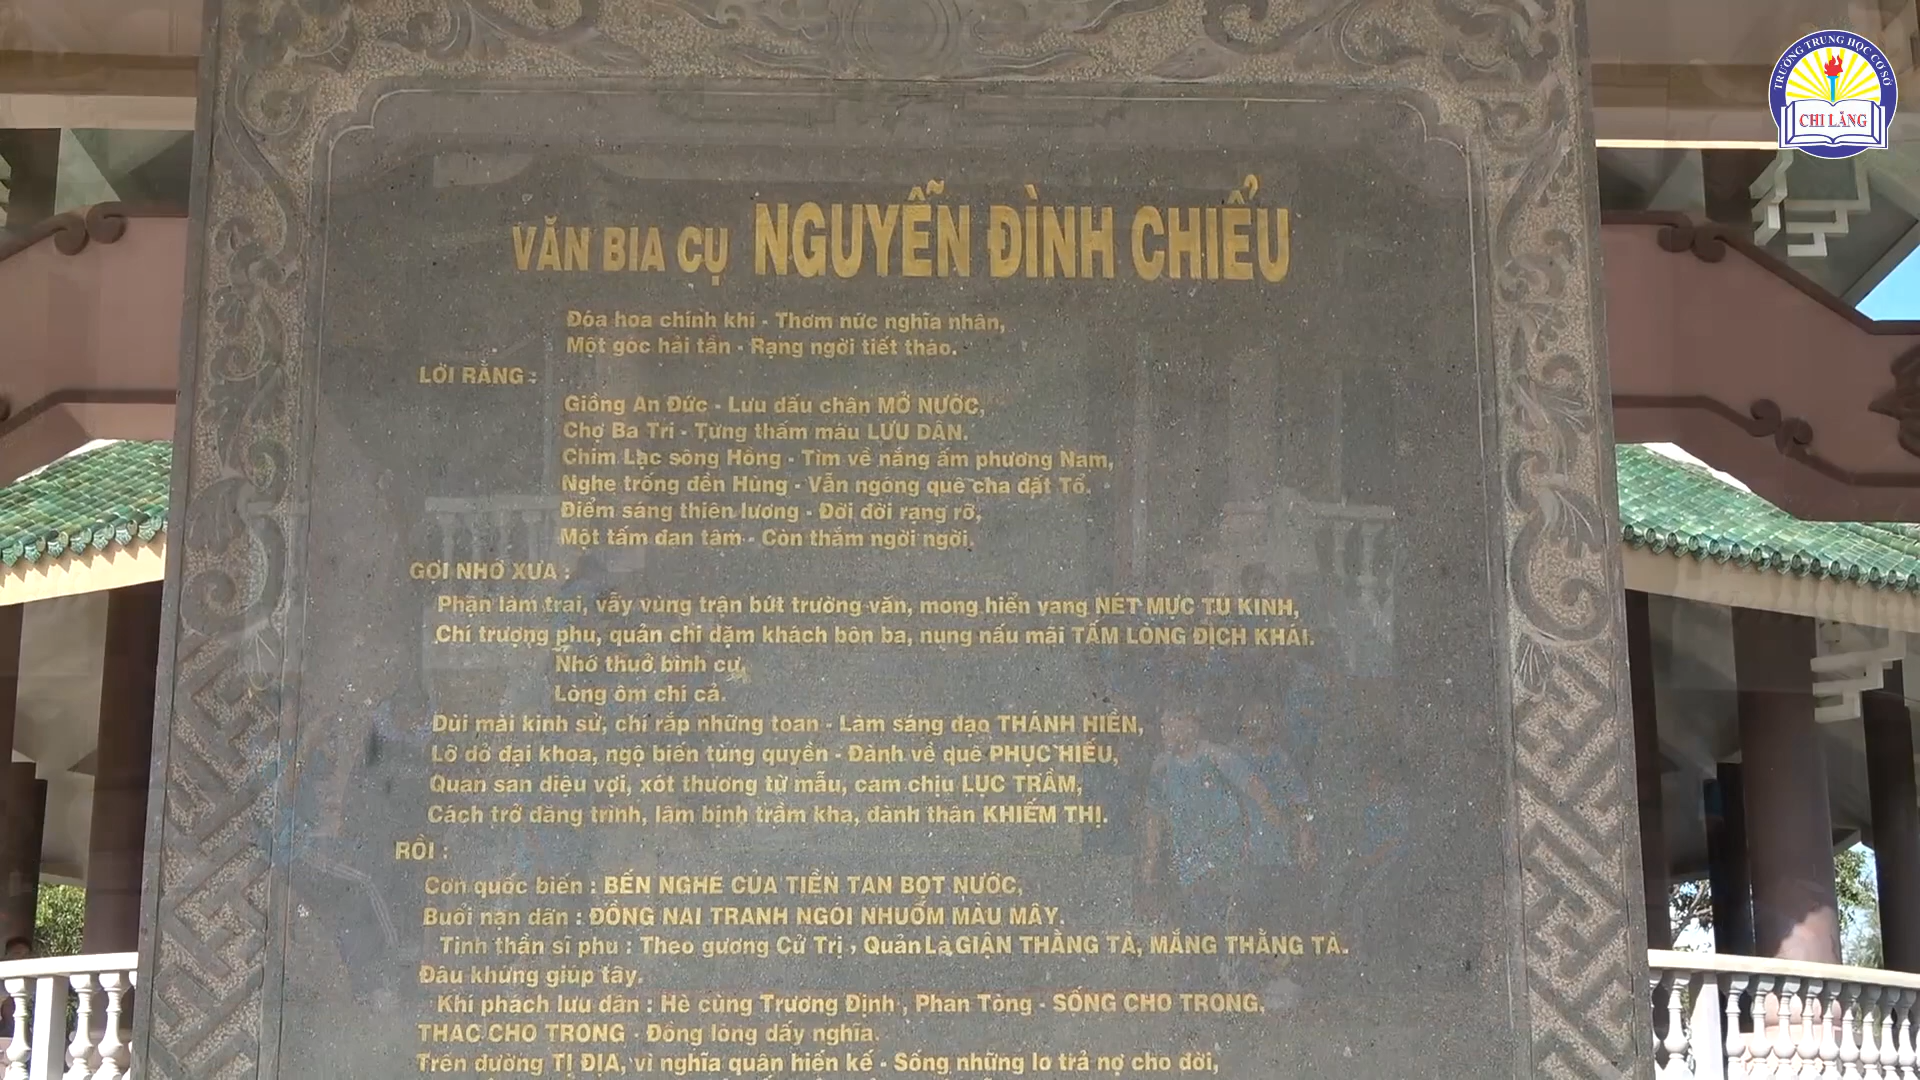 TRƯỜNG TRUNG HỌC CƠ SỞ
CHI LĂNG
VĂN BIA CỤ NGUYỄN ĐÌNH CHIỂU
Đóa hoa chính khí - Thơm nức nghĩa nhân,
Một góc hải tần - Rạng ngời tiết tháo.
LỜI RẰNG :
Giồng An Đức - Lưu dấu chân MỞ NƯỚC,
Chợ Ba Tri - Từng thấm máu LƯU DÂN.
Chim Lạc sông Hồng - Tìm về nắng ấm phương Nam,
Nghe trống đền Hùng - Vẫn ngóng quê cha đất Tổ.
Điểm sáng thiên lương - Đời đời rạng rỡ,
Một tấm đan tâm - Còn thắm ngời ngời.
GỢI NHỚ XƯA :
Phận làm trai, vẫy vùng trận bút trường văn, mong hiển vang NÉT MỰC TỤ KINH,
Chí trượng phu, quản chi dặm khách bôn ba, nung nấu mãi TẤM LÒNG ĐỊCH KHÁI.
Nhớ thuở bình cư,
Lòng ôm chí cả.
Dùi mài kinh sử, chí rắp những toan - Làm sáng đạo THÁNH HIỀN,
Lỡ dở đại khoa, ngộ biến tùng quyền - Đành về quê PHỤC HIẾU,
Quan san diệu vợi, xót thương từ mẫu, cam chịu LỤC TRẦM,
Cách trở đăng trình, lâm bịnh trầm kha, đành thân KHIẾM THỊ.
RỒI :
Cơn quốc biến : BẾN NGHÉ CỦA TIỀN TAN BỌT NƯỚC,
Buổi nạn dân : ĐỒNG NAI TRANH NGÓI NHUỐM MÀU MÂY.
Tinh thần sĩ phu : Theo gương Cử Trị , Quản Là GIẬN THẰNG TÀ, MẮNG THẰNG TÀ.
Đâu khứng giúp tây.
Khí phách lưu dân : Hè cùng Trương Định , Phan Tòng - SỐNG CHO TRONG,
THÁC CHO TRONG - Đồng lòng dấy nghĩa.
Trên đường TỊ ĐỊA, vì nghĩa quân hiến kế - Sống những lo trả nợ cho đời,